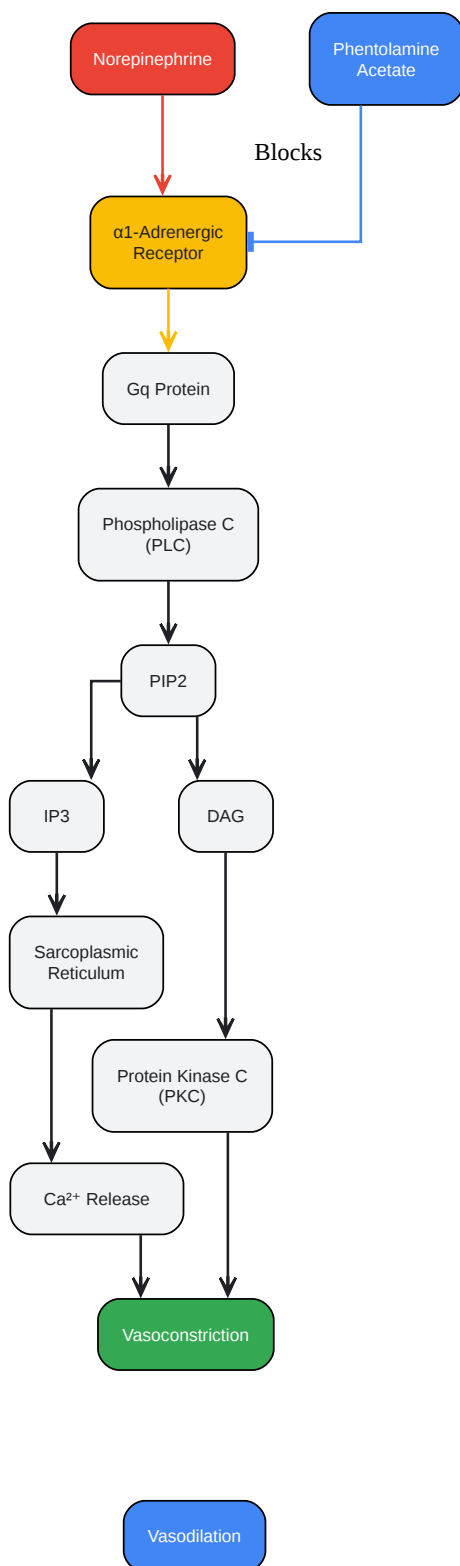 Norepinephrine
Phentolamine
Acetate
Blocks
α1-Adrenergic
Receptor
Gq Protein
Phospholipase C
(PLC)
PIP2
IP3
DAG
Sarcoplasmic
Reticulum
Protein Kinase C
(PKC)
Ca²⁺ Release
Vasoconstriction
Vasodilation